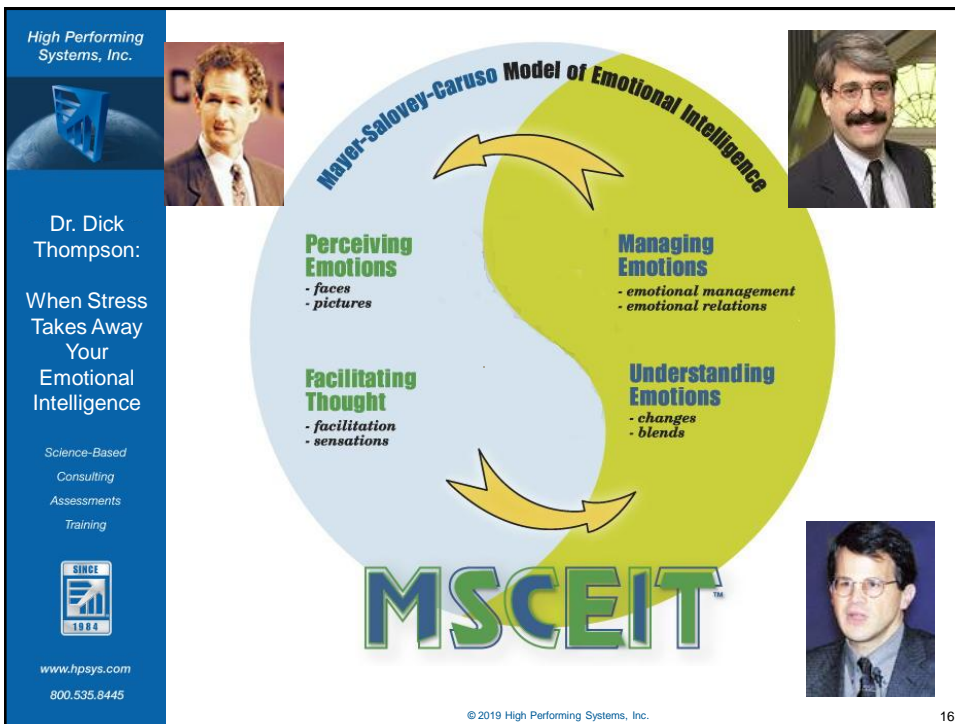 High Performing
Systems, Inc.
Dr. Dick
Thompson:
When Stress
Takes Away
Your
Emotional
Intelligence
Science-Based
Consulting
Assessments
Training
SINCE
1984
www.hpsys.com
800.535.8445
Mayer-Salovey-Caruso Model of Emotional Intelligence
Perceiving
Emotions
- faces
- pictures
Managing
Emotions
- emotional management
- emotional relations
Facilitating
Thought
- facilitation
- sensations
Understanding
Emotions
- changes
- blends
MSCEIT™
© 2019 High Performing Systems, Inc.
16